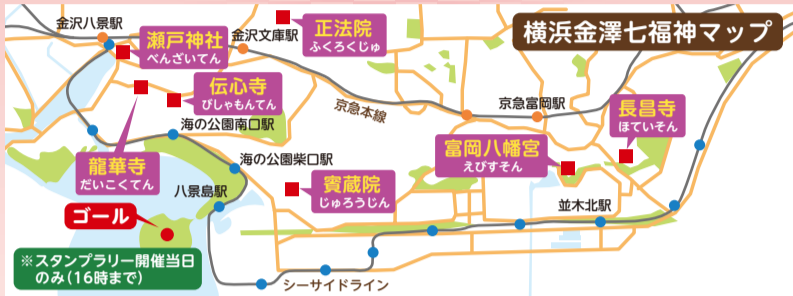 横浜金澤七福神マップ
金沢八景駅
瀬戸神社
べんざいてん
金沢文庫駅
正法院
ふくろくじゅ
伝心寺
びしゃもんてん
京急本線
京急富岡駅
長昌寺
ほていそん
海の公園南口駅
富岡八幡宮
えびすそん
龍華寺
だいこくてん
海の公園柴口駅
八景島駅
寳蔵院
じゅろうじん
ゴール
並木北駅
※スタンプラリー開催当日
のみ(16時まで)
シーサイドライン